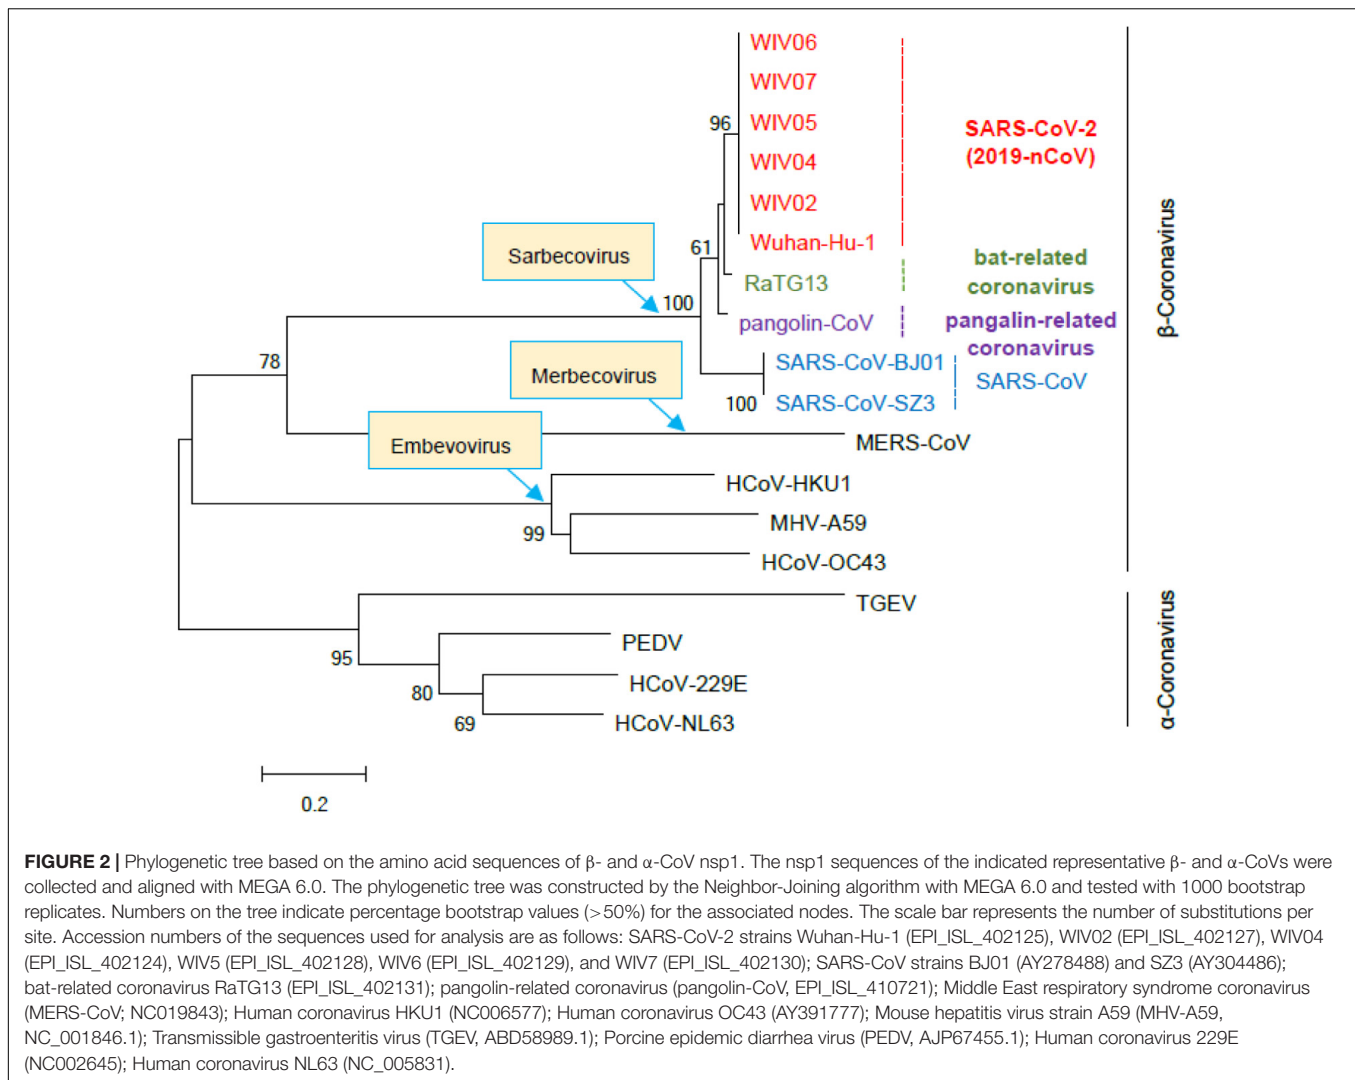 WIV06
WIV07
96
WIV05
SARS-CoV-2
(2019-nCoV)
WIV04
WIV02
Wuhan-Hu-1
61
Sarbecovirus
RaTG13
bat-related
coronavirus
100
pangolin-CoV
pangalin-related
coronavirus
β-Coronavirus
78
Merbecovirus
SARS-CoV-BJ01
SARS-CoV
100
SARS-CoV-SZ3
Embevovirus
MERS-CoV
HCoV-HKU1
99
MHV-A59
HCoV-OC43
TGEV
95
PEDV
80
HCoV-229E
69
HCoV-NL63
α-Coronavirus
0.2
FIGURE 2 | Phylogenetic tree based on the amino acid sequences of β- and α-CoV nsp1. The nsp1 sequences of the indicated representative β- and α-CoVs were
collected and aligned with MEGA 6.0. The phylogenetic tree was constructed by the Neighbor-Joining algorithm with MEGA 6.0 and tested with 1000 bootstrap
replicates. Numbers on the tree indicate percentage bootstrap values (>50%) for the associated nodes. The scale bar represents the number of substitutions per
site. Accession numbers of the sequences used for analysis are as follows: SARS-CoV-2 strains Wuhan-Hu-1 (EPI_ISL_402125), WIV02 (EPI_ISL_402127), WIV04
(EPI_ISL_402124), WIV5 (EPI_ISL_402128), WIV6 (EPI_ISL_402129), and WIV7 (EPI_ISL_402130); SARS-CoV strains BJ01 (AY278488) and SZ3 (AY304486);
bat-related coronavirus RaTG13 (EPI_ISL_402131); pangolin-related coronavirus (pangolin-CoV, EPI_ISL_410721); Middle East respiratory syndrome coronavirus
(MERS-CoV; NC019843); Human coronavirus HKU1 (NC006577); Human coronavirus OC43 (AY391777); Mouse hepatitis virus strain A59 (MHV-A59,
NC_001846.1); Transmissible gastroenteritis virus (TGEV, ABD58989.1); Porcine epidemic diarrhea virus (PEDV, AJP67455.1); Human coronavirus 229E
(NC002645); Human coronavirus NL63 (NC_005831).